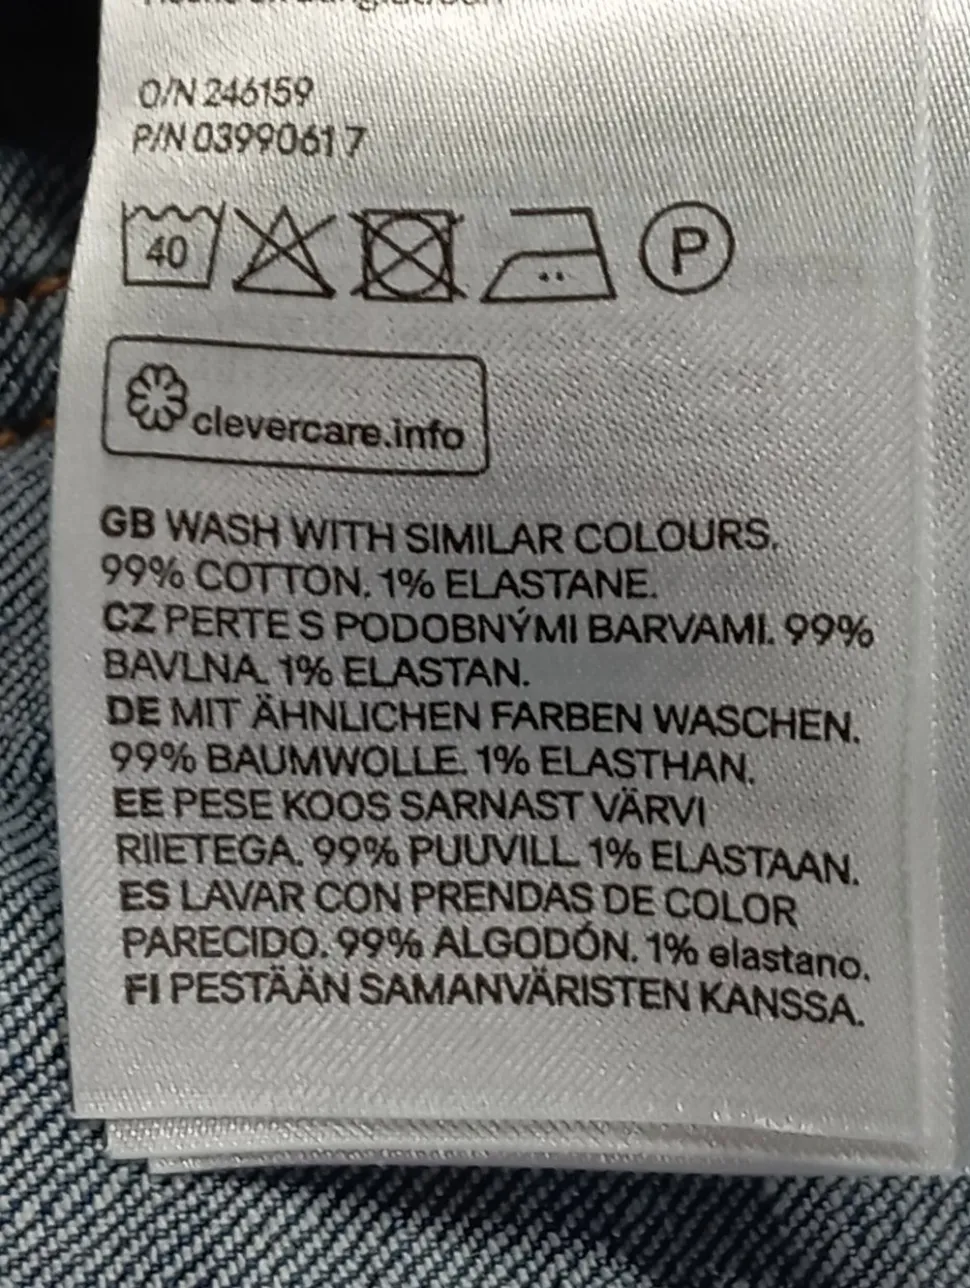 O/N 246159
P/N 03990617
40
P
clevercare.info
GB WASH WITH SIMILAR COLOURS.
99% COTTON. 1% ELASTANE.
CZ PERTE S PODOBNÝMI BARVAMI. 99%
BAVLNA. 1% ELASTAN.
DE MIT ÄHNLICHEN FARBEN WASCHEN.
99% BAUMWOLLE. 1% ELASTHAN.
EE PESE KOOS SARNAST VÄRVI
RIIETEGA. 99% PUUVILL. 1% ELASTAAN.
ES LAVAR CON PRENDAS DE COLOR
PARECIDO. 99% ALGODÓN. 1% elastano.
FI PESTÄÄN SAMANVÄRISTEN KANSSA.